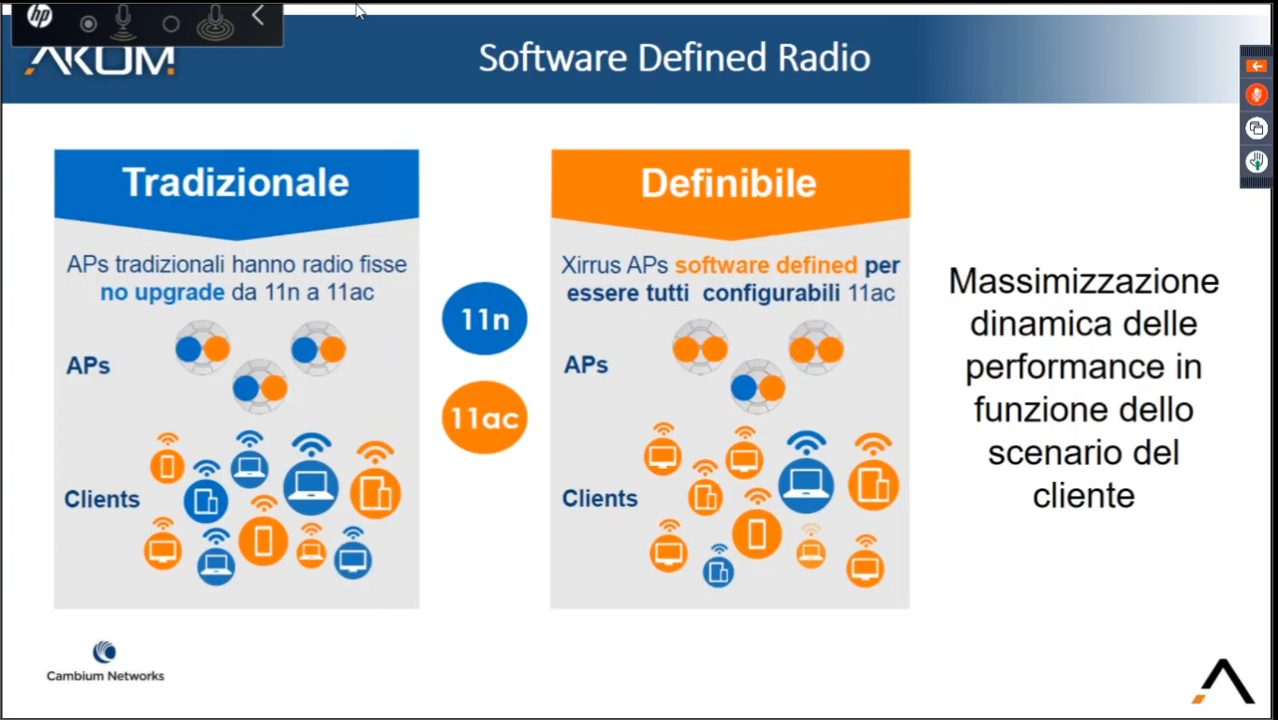 hp
AKOM!
Software Defined Radio
Tradizionale
APs tradizionali hanno radio fisse
no upgrade da 11n a 11ac
APs
Clients
11n
11ac
Definibile
Xirrus APs software defined per
essere tutti configurabili 11ac
APs
Clients
Massimizzazione
dinamica delle
performance in
funzione dello
scenario del
cliente
Cambium Networks